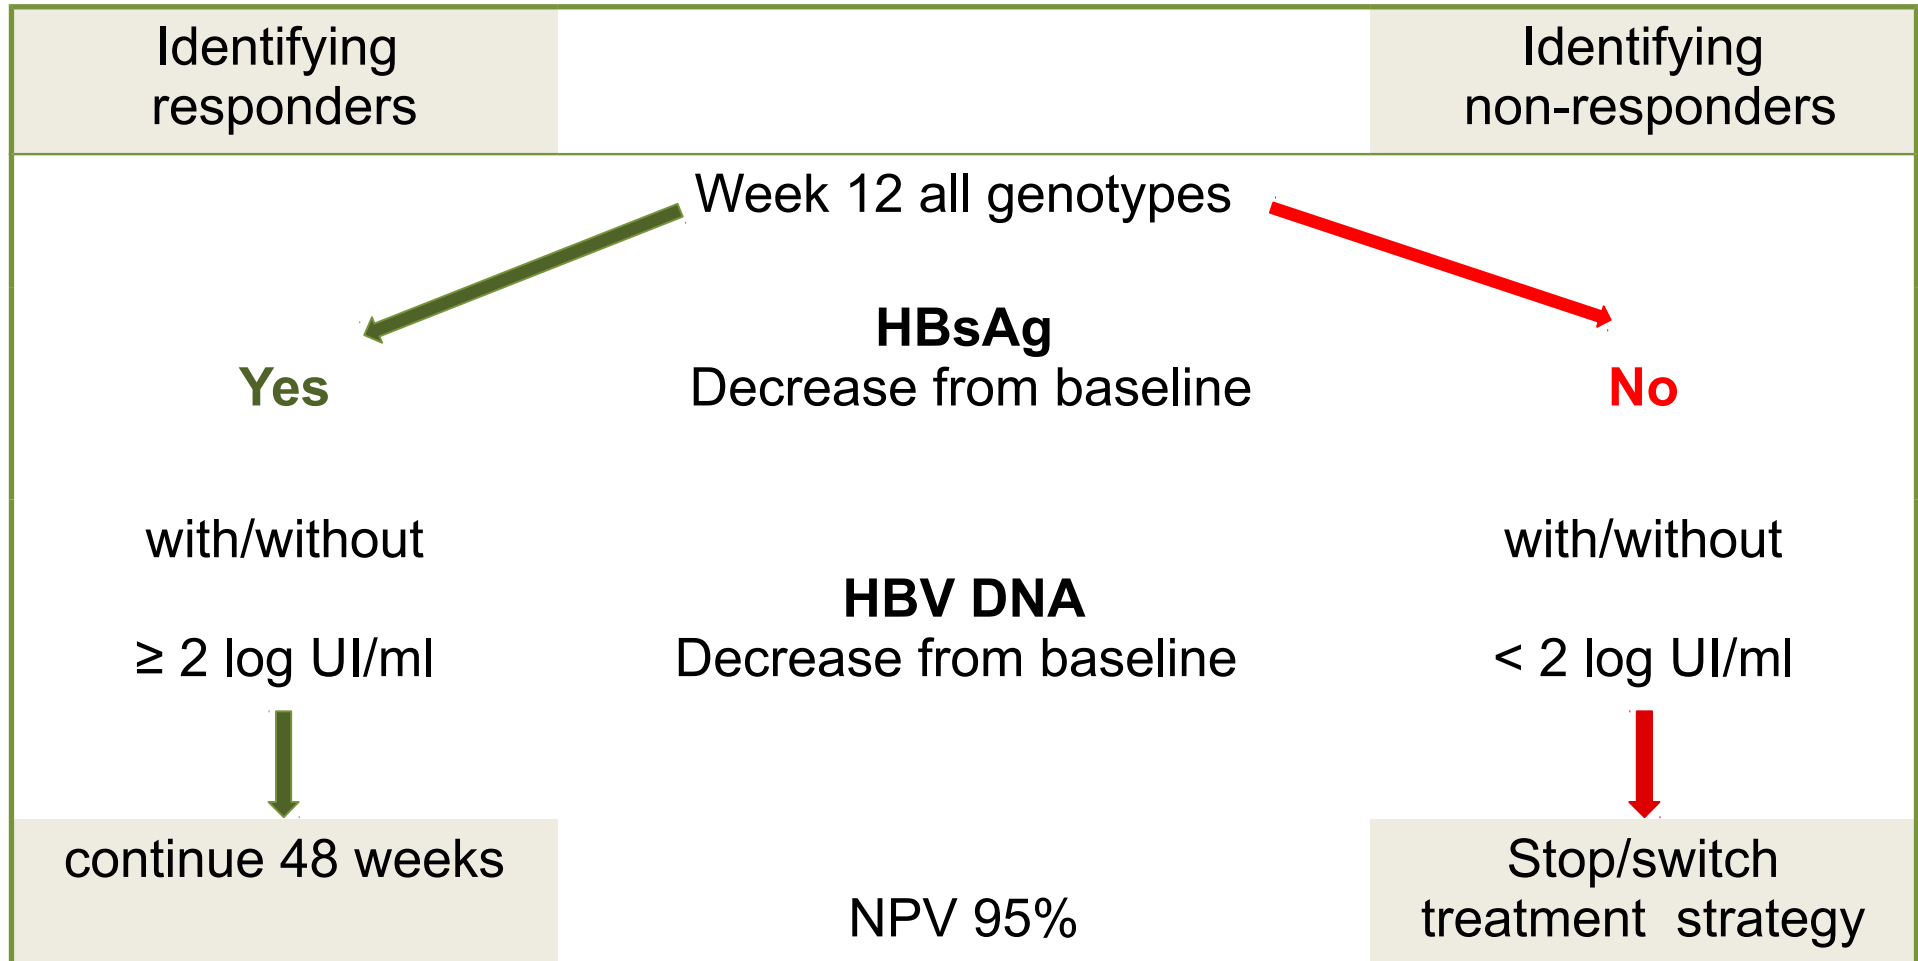 Identifying
responders
Identifying
non-responders
Week 12 all genotypes
HBsAg
Yes
Decrease from baseline
No
with/without
with/without
HBV DNA
≥ 2 log UI/ml
Decrease from baseline
< 2 log UI/ml
continue 48 weeks
Stop/switch
NPV 95%
treatment strategy